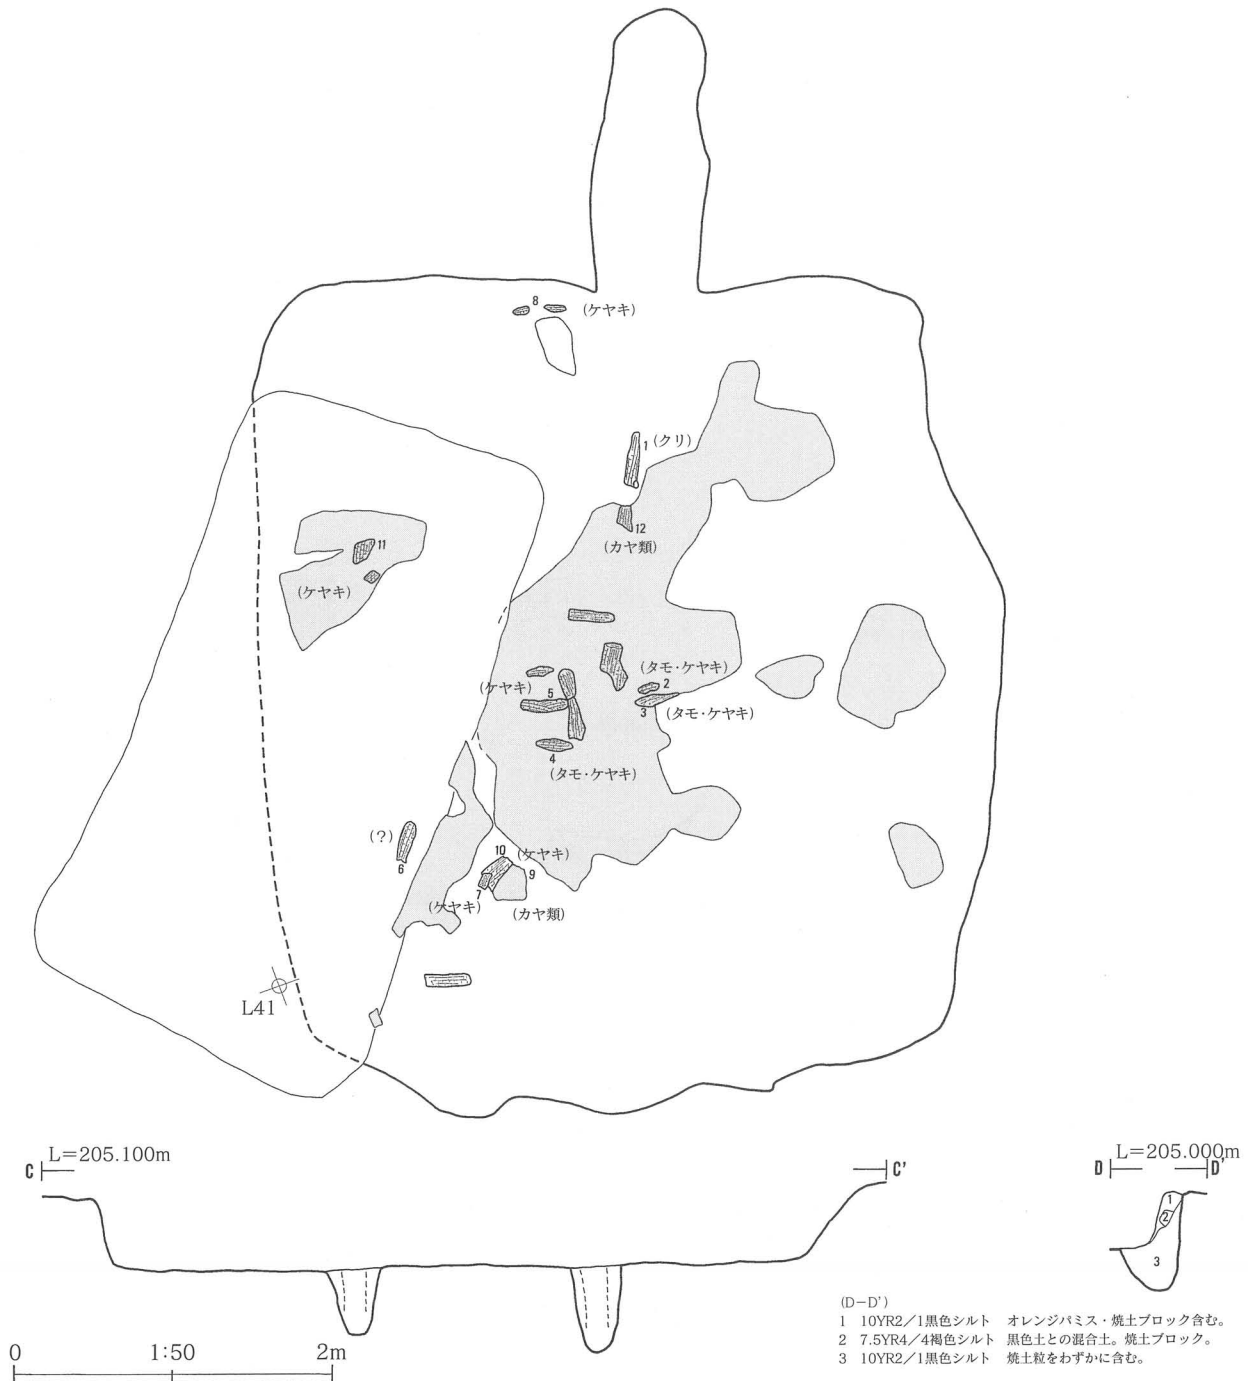 8 (ケヤキ)
1 (クリ)
12
(カヤ類)
11
(ケヤキ)
(タモ・ケヤキ)
2
(ケヤキ)
5
3 (タモ・ケヤキ)
4
(タモ・ケヤキ)
(?)
6
10 (ケヤキ)
9
7
(ケヤキ)
(カヤ類)
L41
L=205.100m
C
C'
L=205.000m
D
D'
1
2
3
(D-D')
1 10YR2/1黒色シルト オレンジパミス・焼土ブロック含む。
2 7.5YR4/4褐色シルト 黒色土との混合土。焼土ブロック。
3 10YR2/1黒色シルト 焼土粒をわずかに含む。
0 1:50 2m